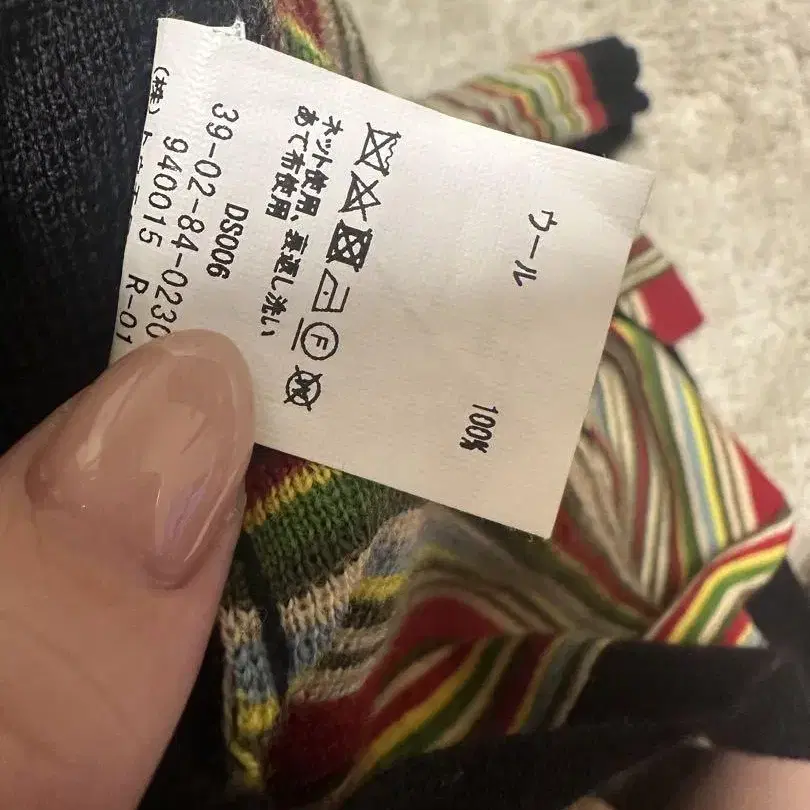 ウール 100%
F
ネット使用、裏返し洗い
あて布使用
DS006
39-02-84-0230
940015 R-01
(株)